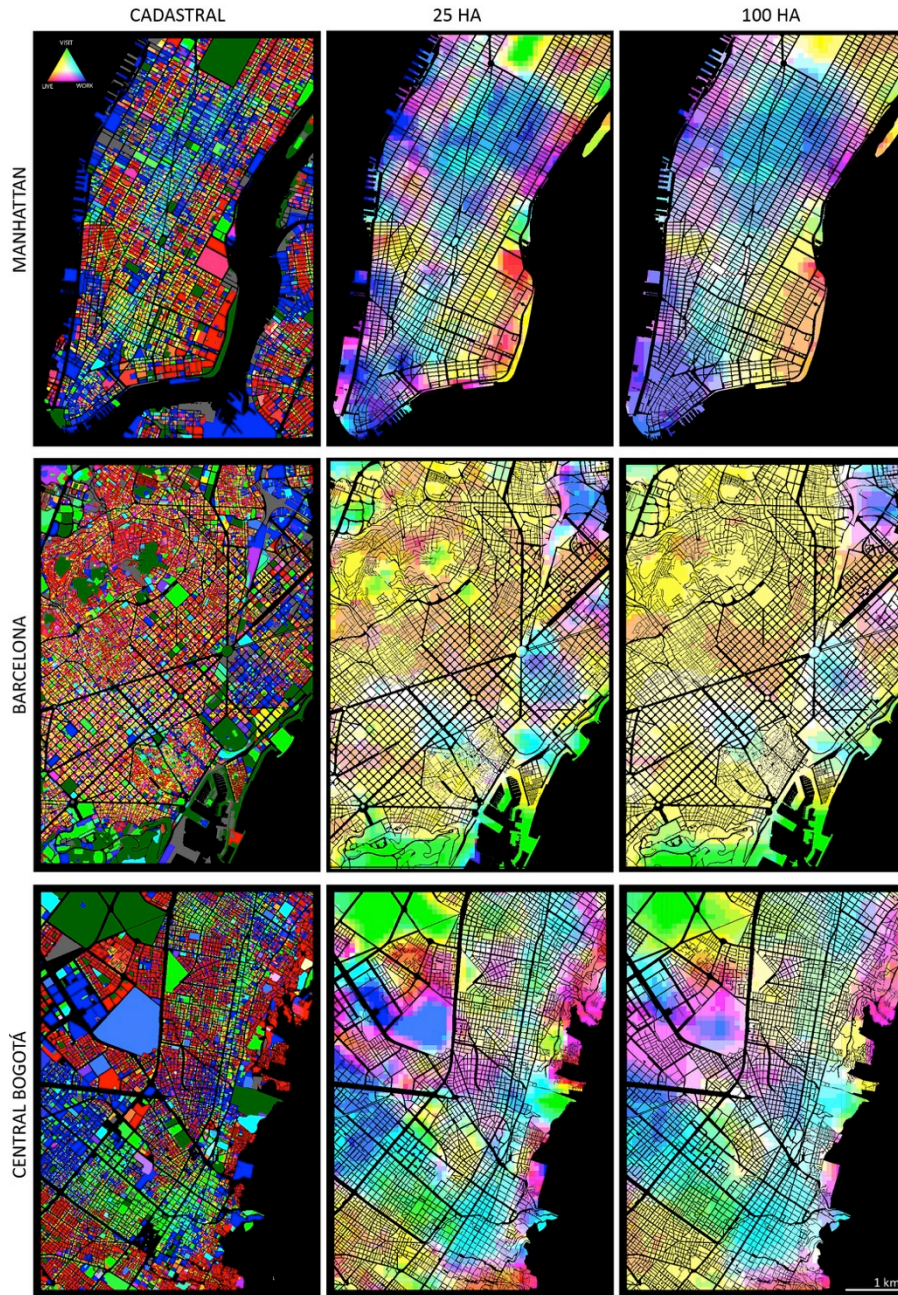 CADASTRAL
25 HA
100 HA
MANHATTAN
VISIT
LIVE
WORK
BARCELONA
CENTRAL BOGOTÁ
1 km